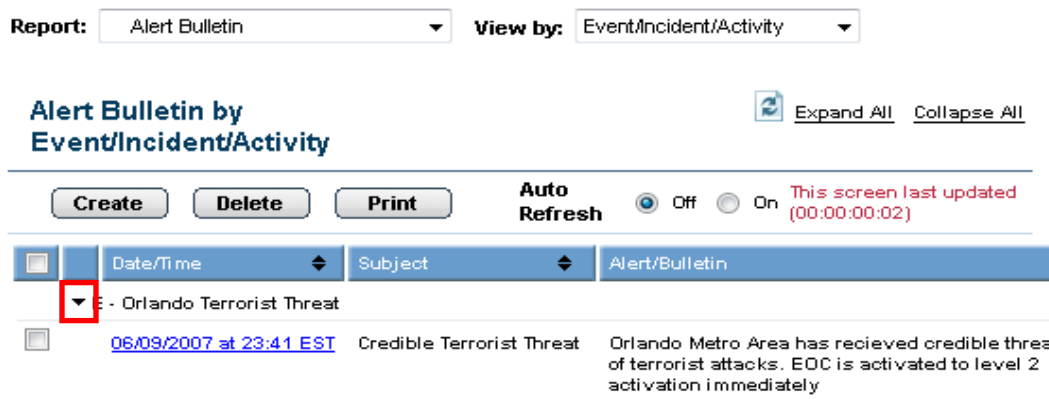 Report: Alert Bulletin View by: Event/Incident/Activity
Alert Bulletin by Expand All Collapse All
Event/Incident/Activity
Create Delete Print Auto Refresh Off On This screen last updated
(00:00:00:02)
Date/Time Subject Alert/Bulletin
E - Orlando Terrorist Threat
06/09/2007 at 23:41 EST Credible Terrorist Threat Orlando Metro Area has recieved credible threa
of terrorist attacks. EOC is activated to level 2
activation immediately